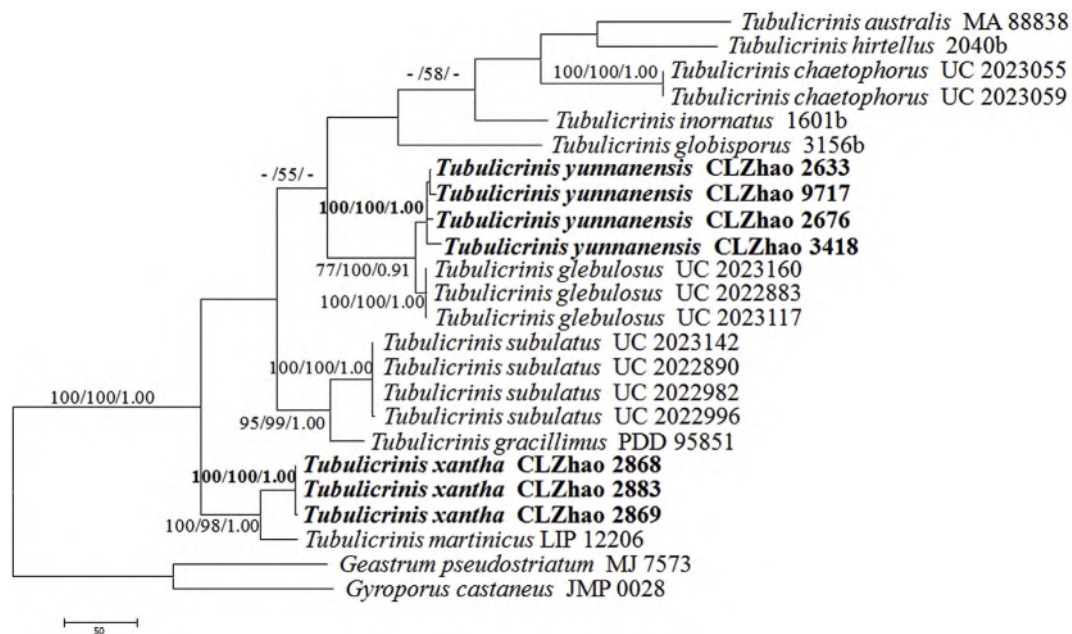 Tubulicrinis australis MA 88838
Tubulicrinis hirtellus 2040b
- /58/ -
100/100/1.00
Tubulicrinis chaetophorus UC 2023055
Tubulicrinis chaetophorus UC 2023059
Tubulicrinis inornatus 1601b
Tubulicrinis globisporus 3156b
- /55/ -
Tubulicrinis yunnanensis CLZhao 2633
Tubulicrinis yunnanensis CLZhao 9717
100/100/1.00
Tubulicrinis yunnanensis CLZhao 2676
Tubulicrinis yunnanensis CLZhao 3418
77/100/0.91
Tubulicrinis glebulosus UC 2023160
Tubulicrinis glebulosus UC 2022883
100/100/1.00
Tubulicrinis glebulosus UC 2023117
Tubulicrinis subulatus UC 2023142
100/100/1.00
Tubulicrinis subulatus UC 2022890
Tubulicrinis subulatus UC 2022982
100/100/1.00
Tubulicrinis subulatus UC 2022996
95/99/1.00
Tubulicrinis gracillimus PDD 95851
Tubulicrinis xantha CLZhao 2868
100/100/1.00
Tubulicrinis xantha CLZhao 2883
Tubulicrinis xantha CLZhao 2869
100/98/1.00
Tubulicrinis martinicus LIP 12206
Geastrum pseudostriatum MJ 7573
Gyroporus castaneus JMP 0028
50